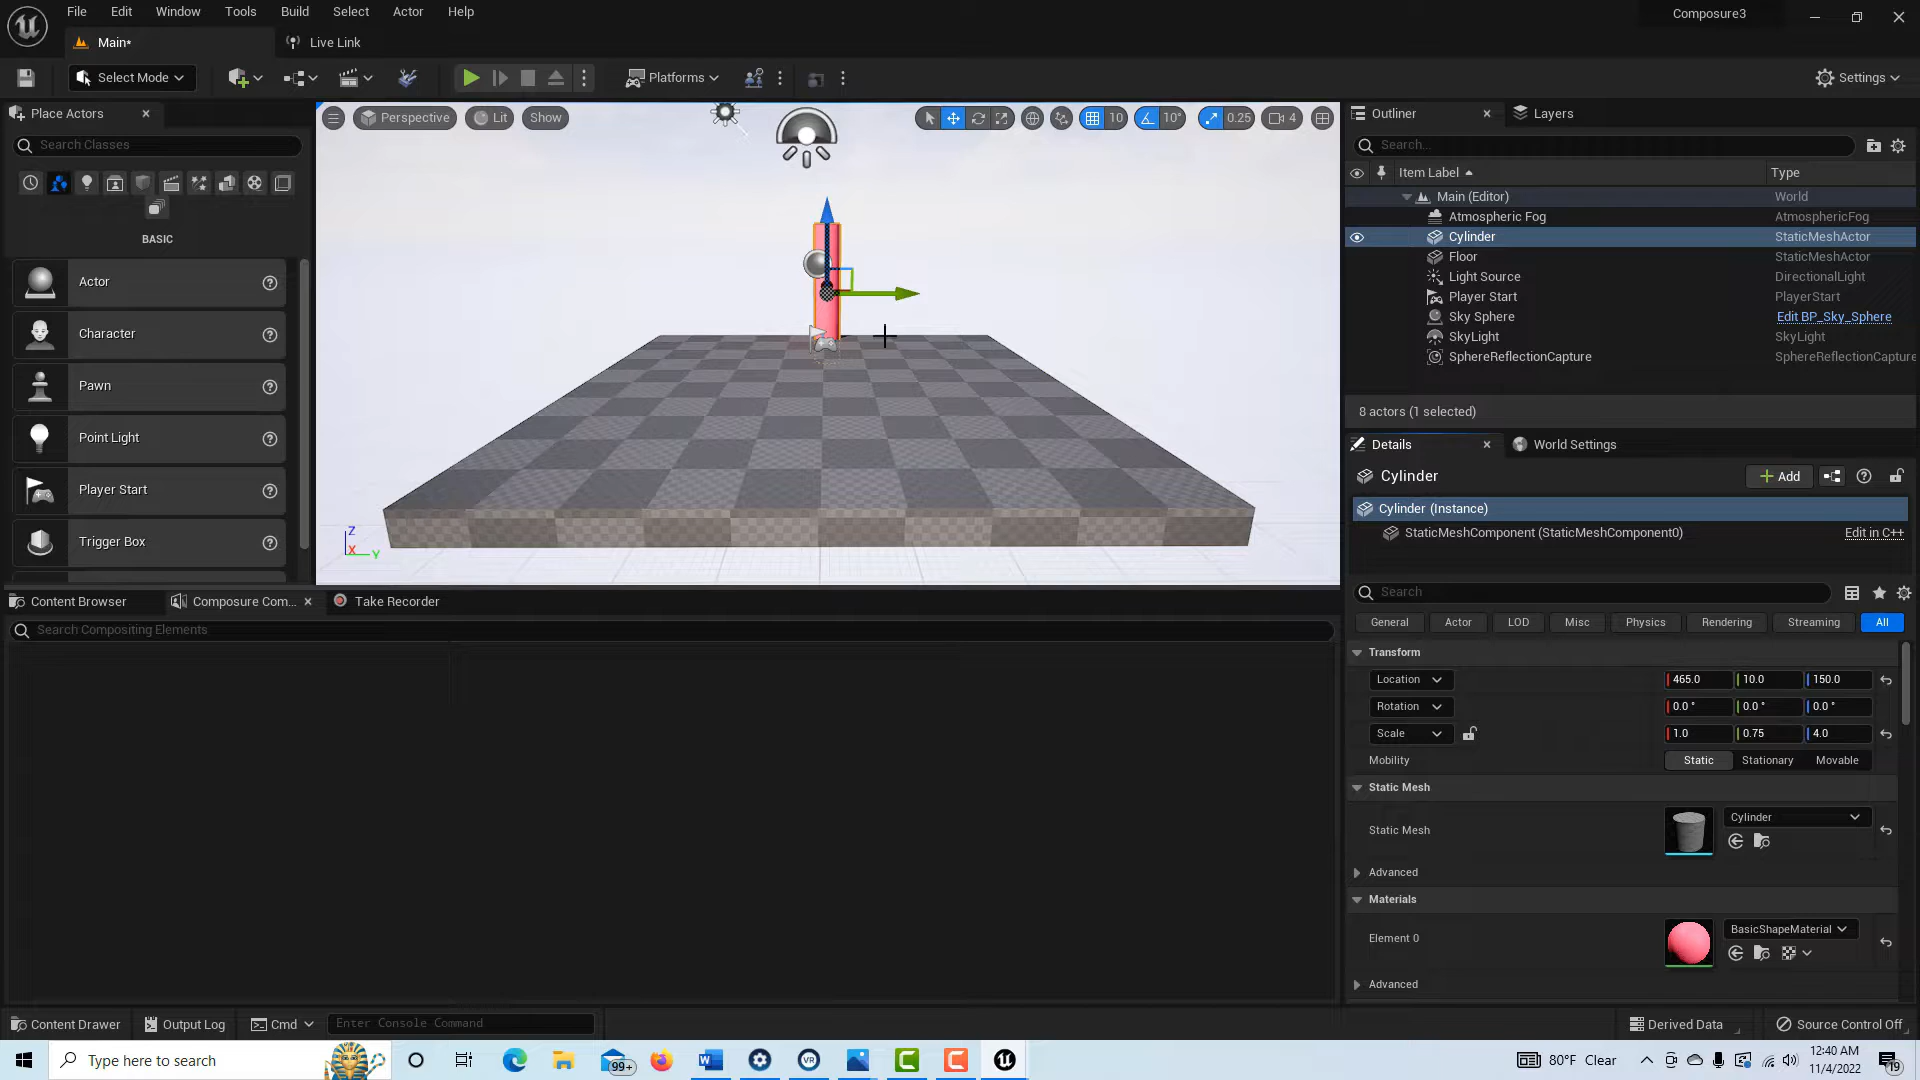 File Edit Window Tools Build Select Actor Help
Composure3
Main*
Live Link
Select Mode
Platforms
Settings
Place Actors
Search Classes
BASIC
Actor
Character
Pawn
Point Light
Player Start
Trigger Box
Perspective
Lit
Show
10
10°
0.25
4
Z
X
Y
Outliner
Layers
Search...
Item Label
Type
Main (Editor) World
Atmospheric Fog AtmosphericFog
Cylinder StaticMeshActor
Floor StaticMeshActor
Light Source DirectionalLight
Player Start PlayerStart
Sky Sphere Edit BP_Sky_Sphere
SkyLight SkyLight
SphereReflectionCapture SphereReflectionCapture
8 actors (1 selected)
Details
World Settings
Cylinder
Add
Cylinder (Instance)
StaticMeshComponent (StaticMeshComponent0) Edit in C++
Search
General Actor LOD Misc Physics Rendering Streaming All
Transform
Location 465.0 10.0 150.0
Rotation 0.0 ° 0.0 ° 0.0 °
Scale 1.0 0.75 4.0
Mobility Static Stationary Movable
Static Mesh
Static Mesh Cylinder
Advanced
Materials
Element 0 BasicShapeMaterial
Advanced
Content Browser
Composure Com...
Take Recorder
Search Compositing Elements
Content Drawer
Output Log
Cmd
Enter Console Command
Derived Data
Source Control Off
Type here to search
99+
80°F Clear
12:40 AM
11/4/2022
19